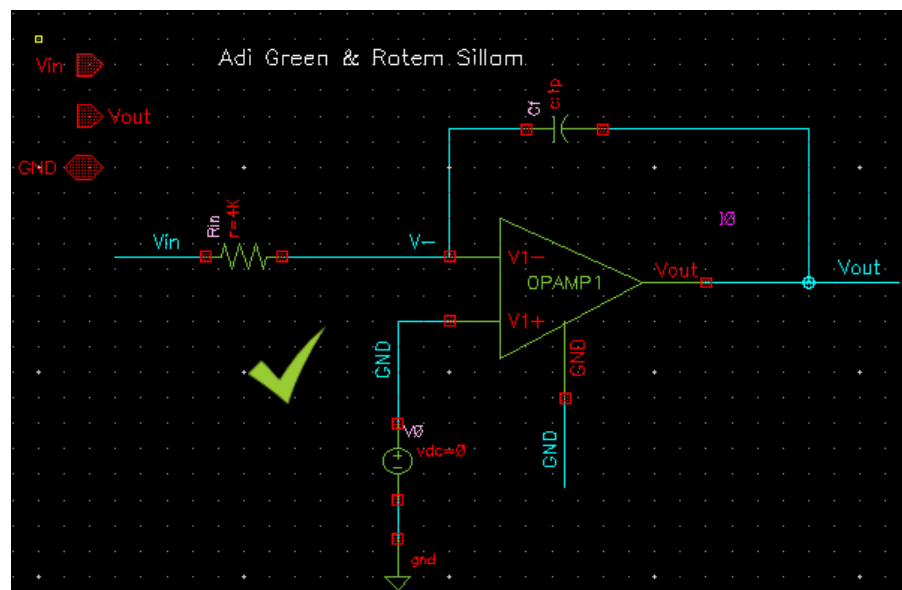 Adi Green & Rotem Sillam
Vin
Vout
GND
Cf
c:fp
Rin
r=4K
Vin
V-
I0
V1-
OPAMP1
Vout
Vout
V1+
GND
GND
GND
V0
vdc=0
gnd